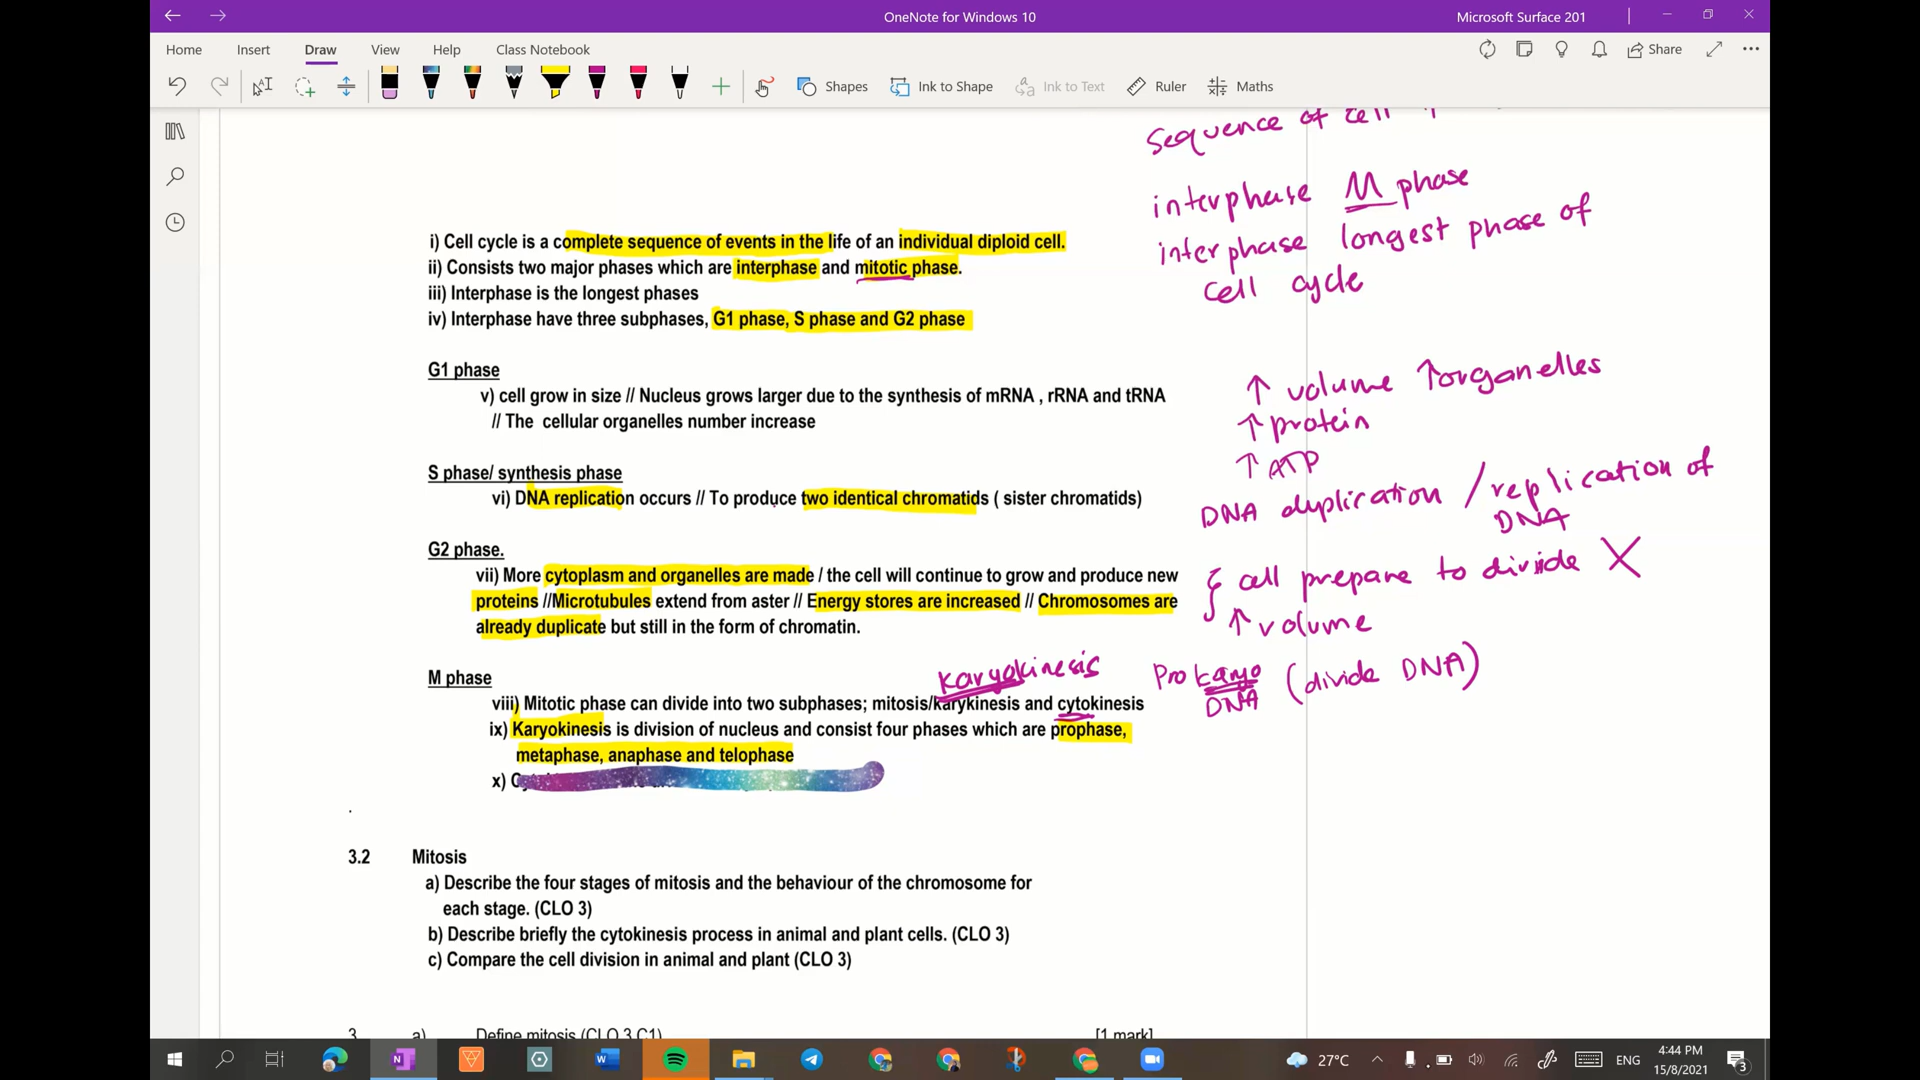 OneNote for Windows 10
Microsoft Surface 201
Home Insert Draw View Help Class Notebook
Share
Shapes Ink to Shape Ink to Text Ruler Maths
sequence of cell
interphase M phase
interphase longest phase of
cell cycle
i) Cell cycle is a complete sequence of events in the life of an individual diploid cell.
ii) Consists two major phases which are interphase and mitotic phase.
iii) Interphase is the longest phases
iv) Interphase have three subphases, G1 phase, S phase and G2 phase
G1 phase
v) cell grow in size // Nucleus grows larger due to the synthesis of mRNA , rRNA and tRNA
// The cellular organelles number increase
↑ volume ↑organelles
↑ protein
↑ ATP
S phase/ synthesis phase
vi) DNA replication occurs // To produce two identical chromatids ( sister chromatids)
DNA duplication / replication of
DNA
G2 phase.
vii) More cytoplasm and organelles are made / the cell will continue to grow and produce new
proteins //Microtubules extend from aster // Energy stores are increased // Chromosomes are
already duplicate but still in the form of chromatin.
cell prepare to divide X
↑ volume
M phase
karyokinesis
Prokaryo (divide DNA)
DNA
viii) Mitotic phase can divide into two subphases; mitosis/karykinesis and cytokinesis
ix) Karyokinesis is division of nucleus and consist four phases which are prophase,
metaphase, anaphase and telophase
x)
.
3.2 Mitosis
a) Describe the four stages of mitosis and the behaviour of the chromosome for
each stage. (CLO 3)
b) Describe briefly the cytokinesis process in animal and plant cells. (CLO 3)
c) Compare the cell division in animal and plant (CLO 3)
3 a) Define mitosis (CLO 3 C1) [1 mark]
27°C ENG 4:44 PM
15/8/2021
3